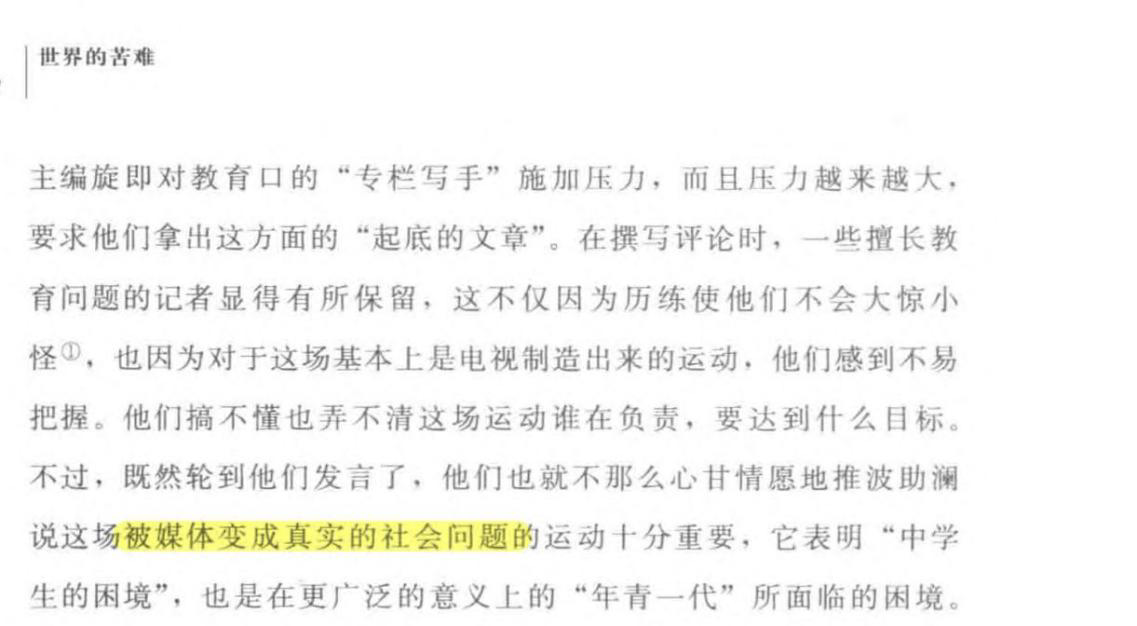 世界的苦难
主编旋即对教育口的“专栏写手”施加压力，而且压力越来越大，
要求他们拿出这方面的“起底的文章”。在撰写评论时，一些擅长教
育问题的记者显得有所保留，这不仅因为历练使他们不会大惊小
怪①，也因为对于这场基本上是电视制造出来的运动，他们感到不易
把握。他们搞不懂也弄不清这场运动谁在负责，要达到什么目标。
不过，既然轮到他们发言了，他们也就不那么心甘情愿地推波助澜
说这场被媒体变成真实的社会问题的运动十分重要，它表明“中学
生的困境”，也是在更广泛的意义上的“年青一代”所面临的困境。